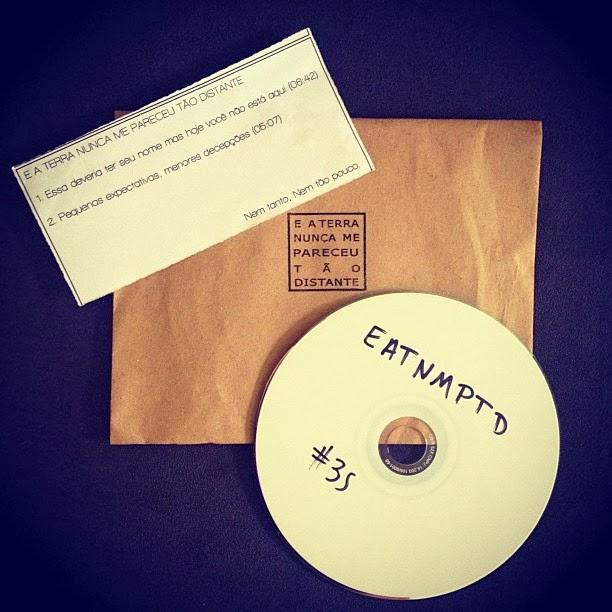 E A TERRA NUNCA ME PARECEU TÃO DISTANTE
1. Essa deveria ter seu nome mas hoje você não está aqui (06:42)
2. Pequenas expectativas, menores decepções (05:07)
Nem tanto, Nem tão pouco.
E A TERRA
NUNCA ME
PARECEU
TÃO
DISTANTE
EATNMPTD
#35